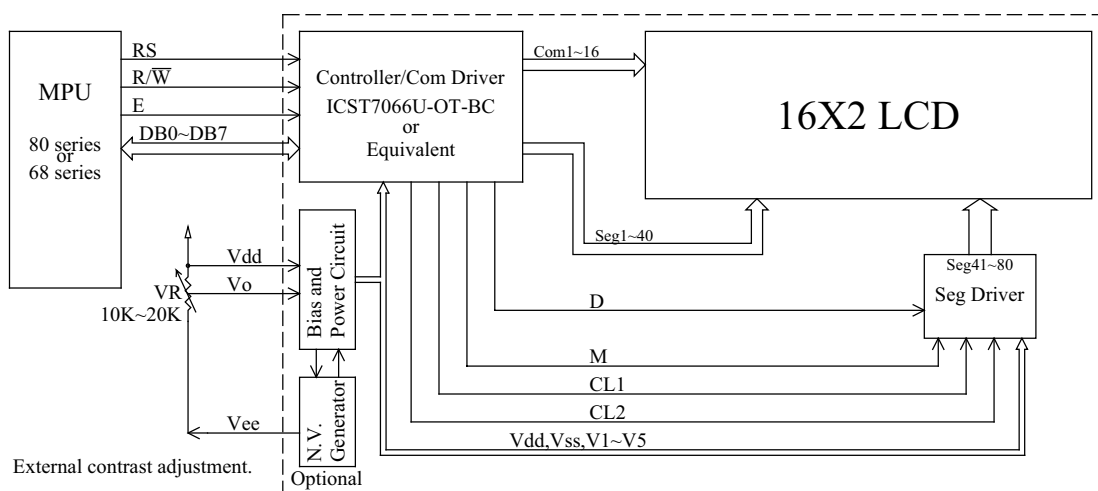 MPU
80 series
or
68 series
RS
R/W̅
E
DB0~DB7
Controller/Com Driver
ICST7066U-OT-BC
or
Equivalent
Com1~16
16X2 LCD
Seg1~40
Seg41~80
Seg Driver
Vdd
Vo
VR
10K~20K
Bias and
Power Circuit
D
M
CL1
CL2
Vdd,Vss,V1~V5
Vee
N.V.
Generator
Optional
External contrast adjustment.